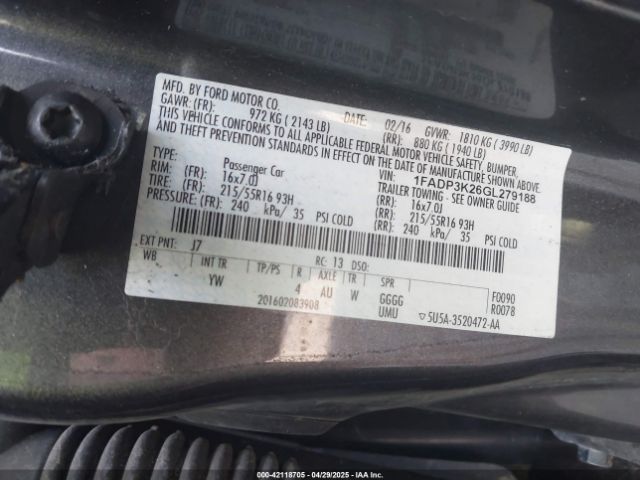 MFD. BY FORD MOTOR CO.
DATE: 02/16 GVWR: 1810 KG ( 3990 LB)
GAWR: (FR): 972 KG ( 2143 LB) (RR): 880 KG ( 1940 LB)
THIS VEHICLE CONFORMS TO ALL APPLICABLE FEDERAL MOTOR VEHICLE SAFETY, BUMPER,
AND THEFT PREVENTION STANDARDS IN EFFECT ON THE DATE OF MANUFACTURE SHOWN ABOVE.
VIN: 1FADP3K26GL279188
TYPE: Passenger Car TRAILER TOWING - SEE OWNER GUIDE
RIM: (FR): 16x7.0J (RR): 16x7.0J
TIRE: (FR): 215/55R16 93H (RR): 215/55R16 93H
PRESSURE: (FR): 240 kPa/ 35 PSI COLD (RR): 240 kPa/ 35 PSI COLD
EXT PNT: J7 RC: 13 DSO:
WB INT TR TP/PS R AXLE TR SPR
YW 4 AU W GGGG F0090
UMU R0078
201602083908 ▽5U5A-3520472-AA
000-42118705 - 04/29/2025 - IAAI.com